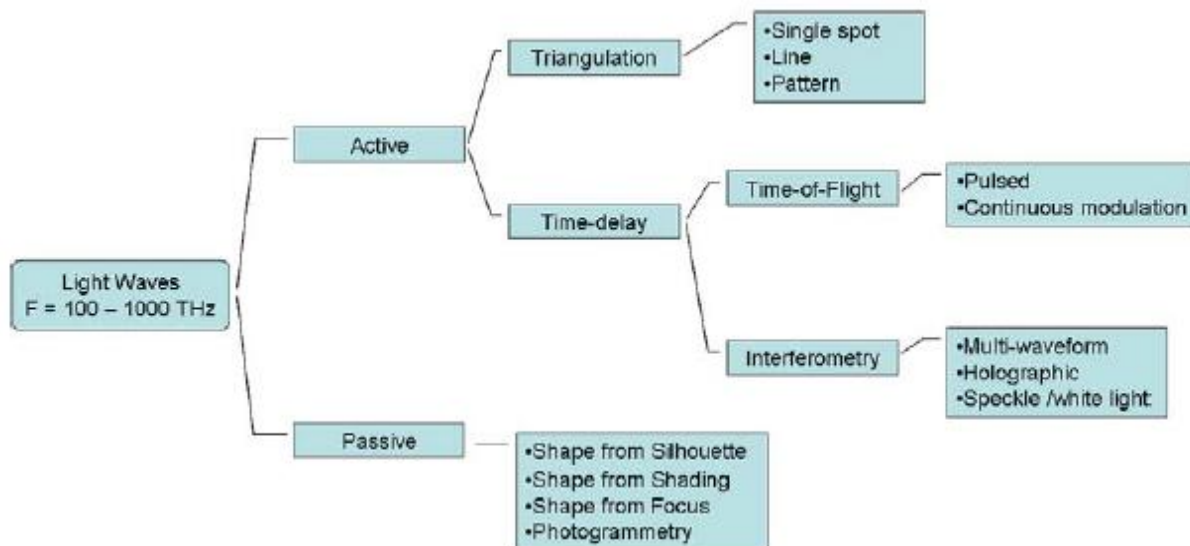 •Single spot
•Line
•Pattern
Triangulation
Active
Time-of-Flight
•Pulsed
•Continuous modulation
Time-delay
Light Waves
F = 100 – 1000 THz
Interferometry
•Multi-waveform
•Holographic
•Speckle /white light
Passive
•Shape from Silhouette
•Shape from Shading
•Shape from Focus
•Photogrammetry